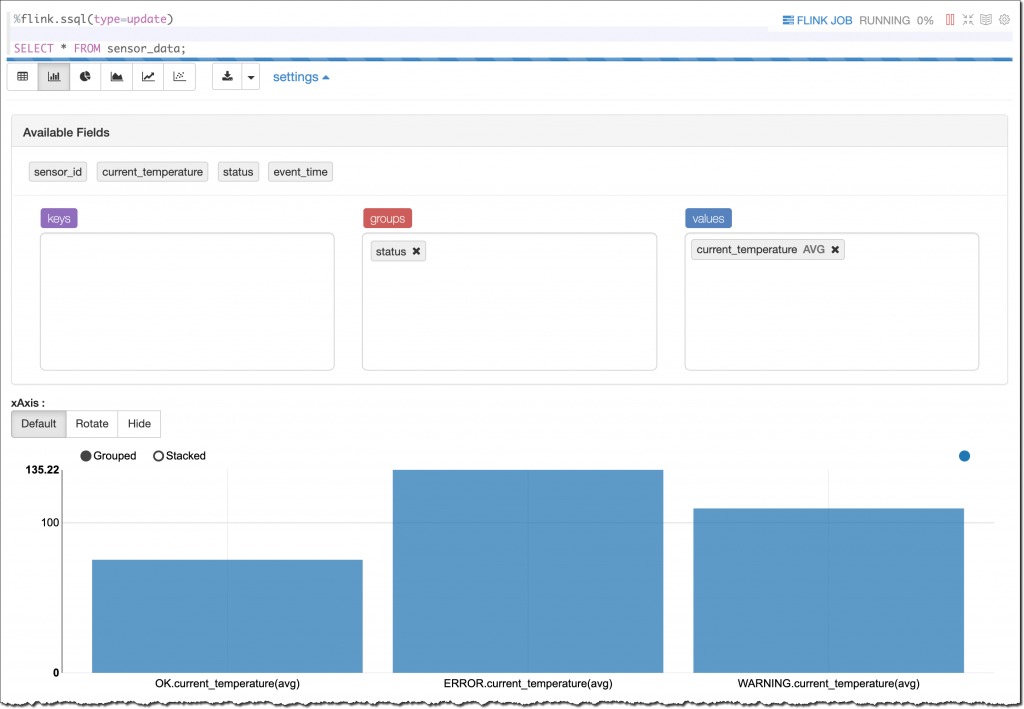 %flink.ssql(type=update)
FLINK JOB RUNNING 0%
SELECT * FROM sensor_data;
settings
Available Fields
sensor_id current_temperature status event_time
keys groups values
status ✖ current_temperature AVG ✖
xAxis :
Default Rotate Hide
Grouped Stacked
135.22
100
0
OK.current_temperature(avg) ERROR.current_temperature(avg) WARNING.current_temperature(avg)